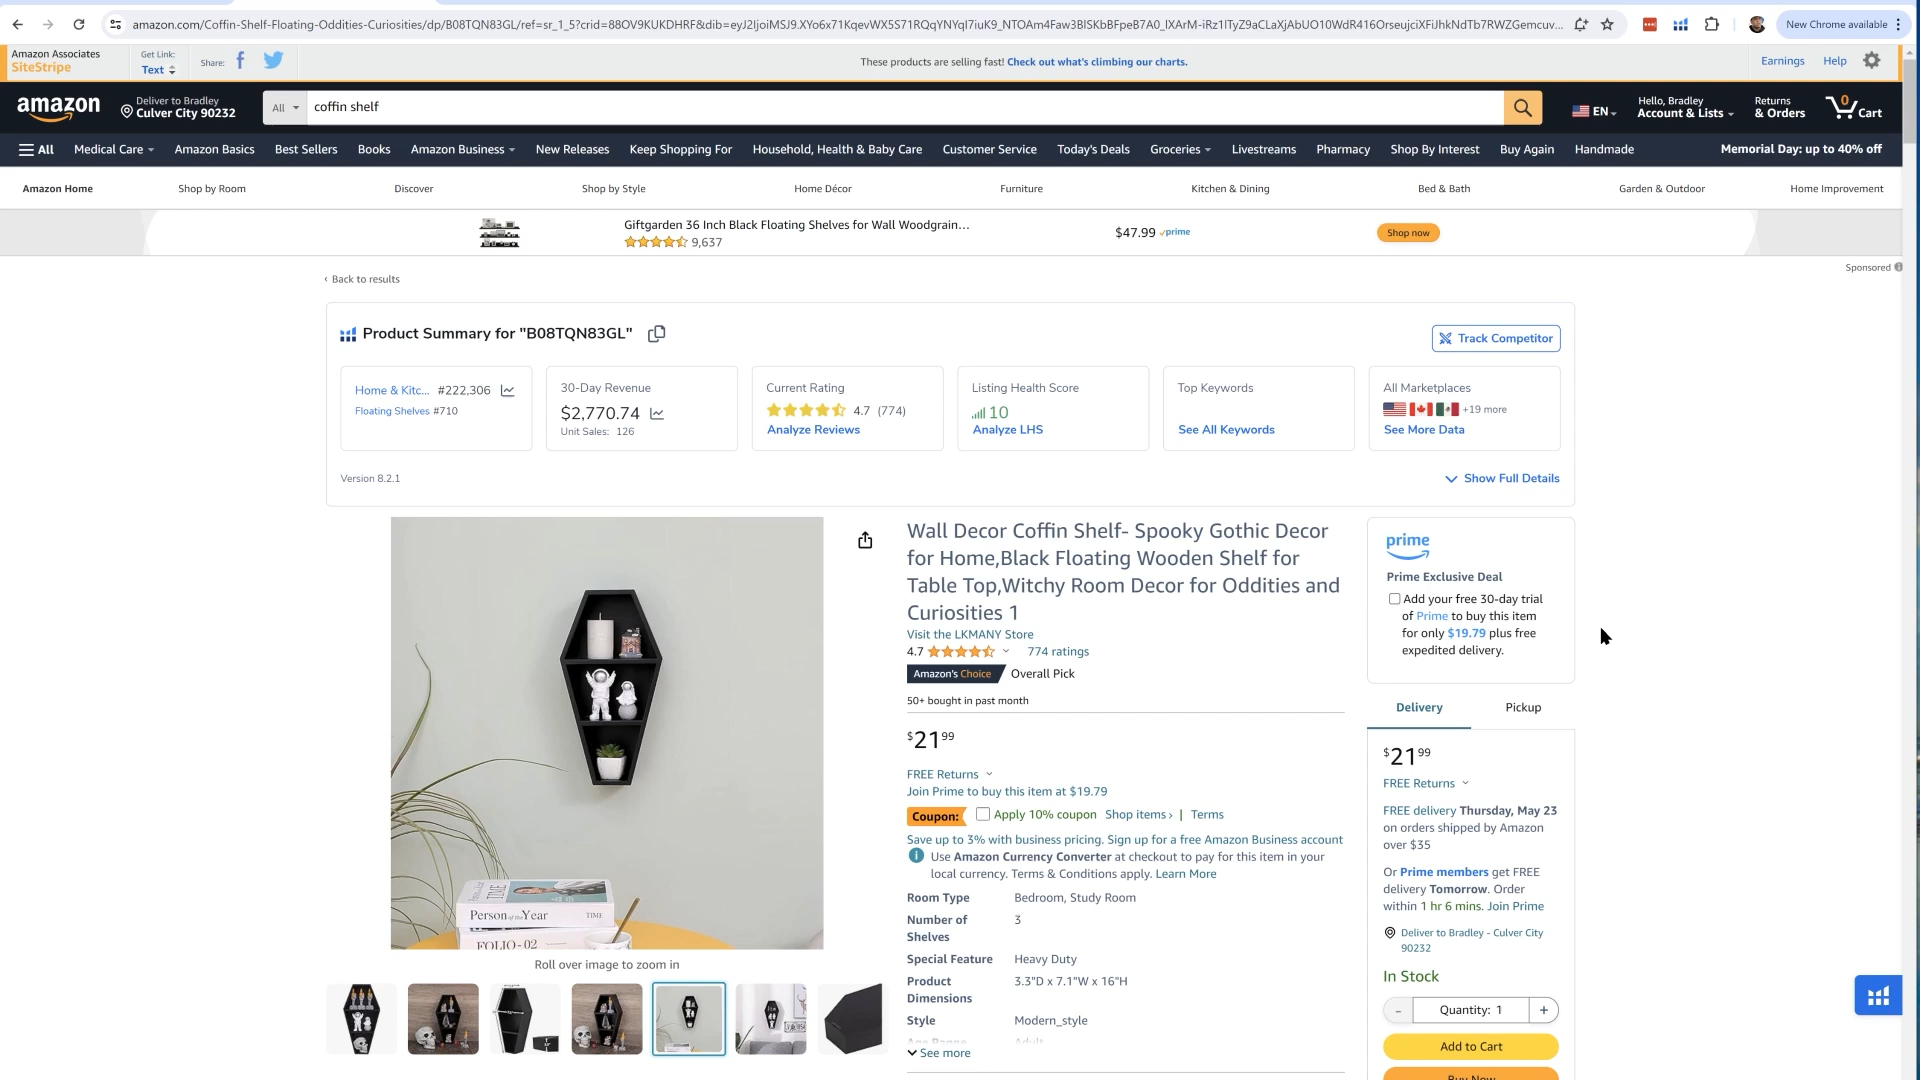 amazon.com/Coffin-Shelf-Floating-Oddities-Curiosities/dp/B08TQN83GL/ref=sr_1_5?crid=88OV9KUKDHRF&dib=
New Chrome available
Amazon Associates
SiteStripe
Get Link:
Text
Share:
These products are selling fast! Check out what's climbing our charts.
Earnings
Help
amazon
Deliver to Bradley
Culver City 90232
All
coffin shelf
EN
Hello, Bradley
Account & Lists
Returns
& Orders
0
Cart
All
Medical Care
Amazon Basics
Best Sellers
Books
Amazon Business
New Releases
Keep Shopping For
Household, Health & Baby Care
Customer Service
Today's Deals
Groceries
Livestreams
Pharmacy
Shop By Interest
Buy Again
Handmade
Memorial Day: up to 40% off
Amazon Home
Shop by Room
Discover
Shop by Style
Home Décor
Furniture
Kitchen & Dining
Bed & Bath
Garden & Outdoor
Home Improvement
Giftgarden 36 Inch Black Floating Shelves for Wall Woodgrain…
9,637
$47.99 prime
Shop now
Sponsored
‹ Back to results
Product Summary for "B08TQN83GL"
Track Competitor
Home & Kitc... #222,306
Floating Shelves #710
30-Day Revenue
$2,770.74
Unit Sales: 126
Current Rating
4.7 (774)
Analyze Reviews
Listing Health Score
10
Analyze LHS
Top Keywords
See All Keywords
All Marketplaces
+19 more
See More Data
Version 8.2.1
Show Full Details
Wall Decor Coffin Shelf- Spooky Gothic Decor
for Home,Black Floating Wooden Shelf for
Table Top,Witchy Room Decor for Oddities and
Curiosities 1
Visit the LKMANY Store
4.7
774 ratings
Amazon's Choice
Overall Pick
50+ bought in past month
$21 99
FREE Returns
Join Prime to buy this item at $19.79
Coupon:
Apply 10% coupon Shop items › | Terms
Save up to 3% with business pricing. Sign up for a free Amazon Business account
Use Amazon Currency Converter at checkout to pay for this item in your
local currency. Terms & Conditions apply. Learn More
Room Type Bedroom, Study Room
Number of Shelves 3
Special Feature Heavy Duty
Product Dimensions 3.3"D x 7.1"W x 16"H
Style Modern_style
Age Range Adult
See more
TIME
Person of the Year TIME
FOLIO-02
Roll over image to zoom in
prime
Prime Exclusive Deal
Add your free 30-day trial
of Prime to buy this item
for only $19.79 plus free
expedited delivery.
Delivery
Pickup
$21 99
FREE Returns
FREE delivery Thursday, May 23
on orders shipped by Amazon
over $35
Or Prime members get FREE
delivery Tomorrow. Order
within 1 hr 6 mins. Join Prime
Deliver to Bradley - Culver City
90232
In Stock
- Quantity: 1 +
Add to Cart
Buy Now